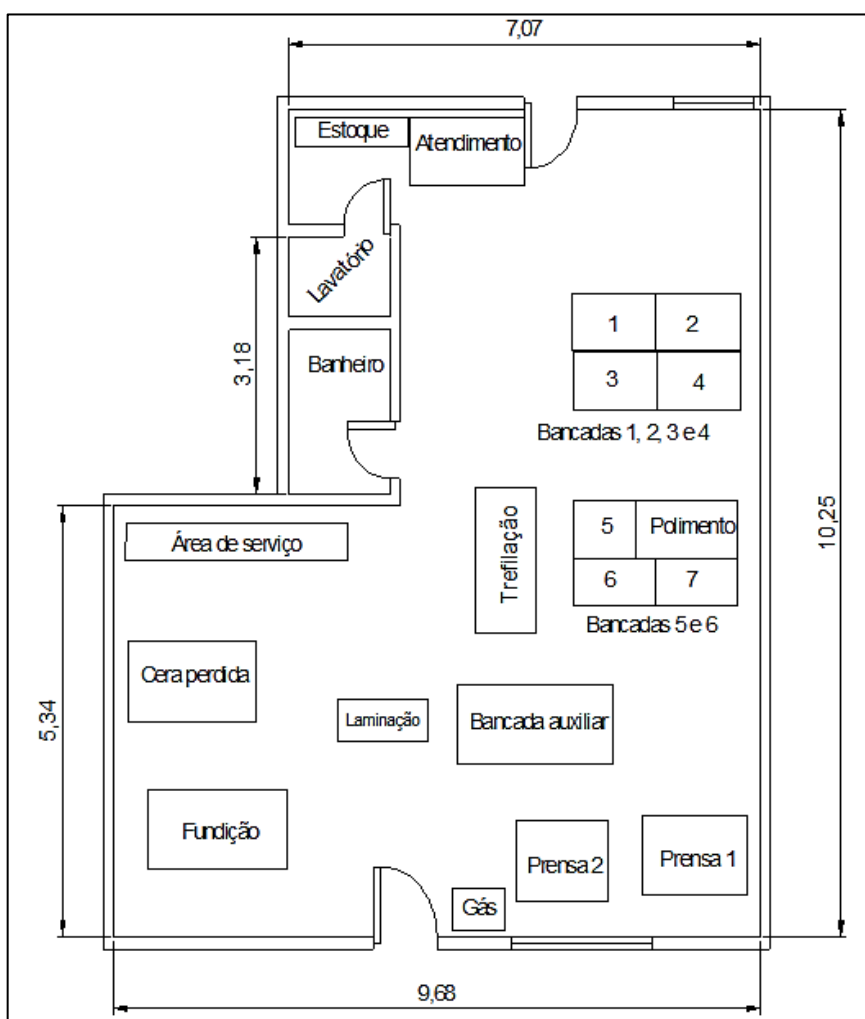 7,07
Estoque
Atendimento
Lavatório
1
2
3,18
Banheiro
3
4
Bancadas 1, 2, 3 e 4
Trefilação
10,25
5
Polimento
Área de serviço
6
7
Bancadas 5 e 6
Cera perdida
5,34
Laminação
Bancada auxiliar
Fundição
Prensa 2
Prensa 1
Gás
9,68